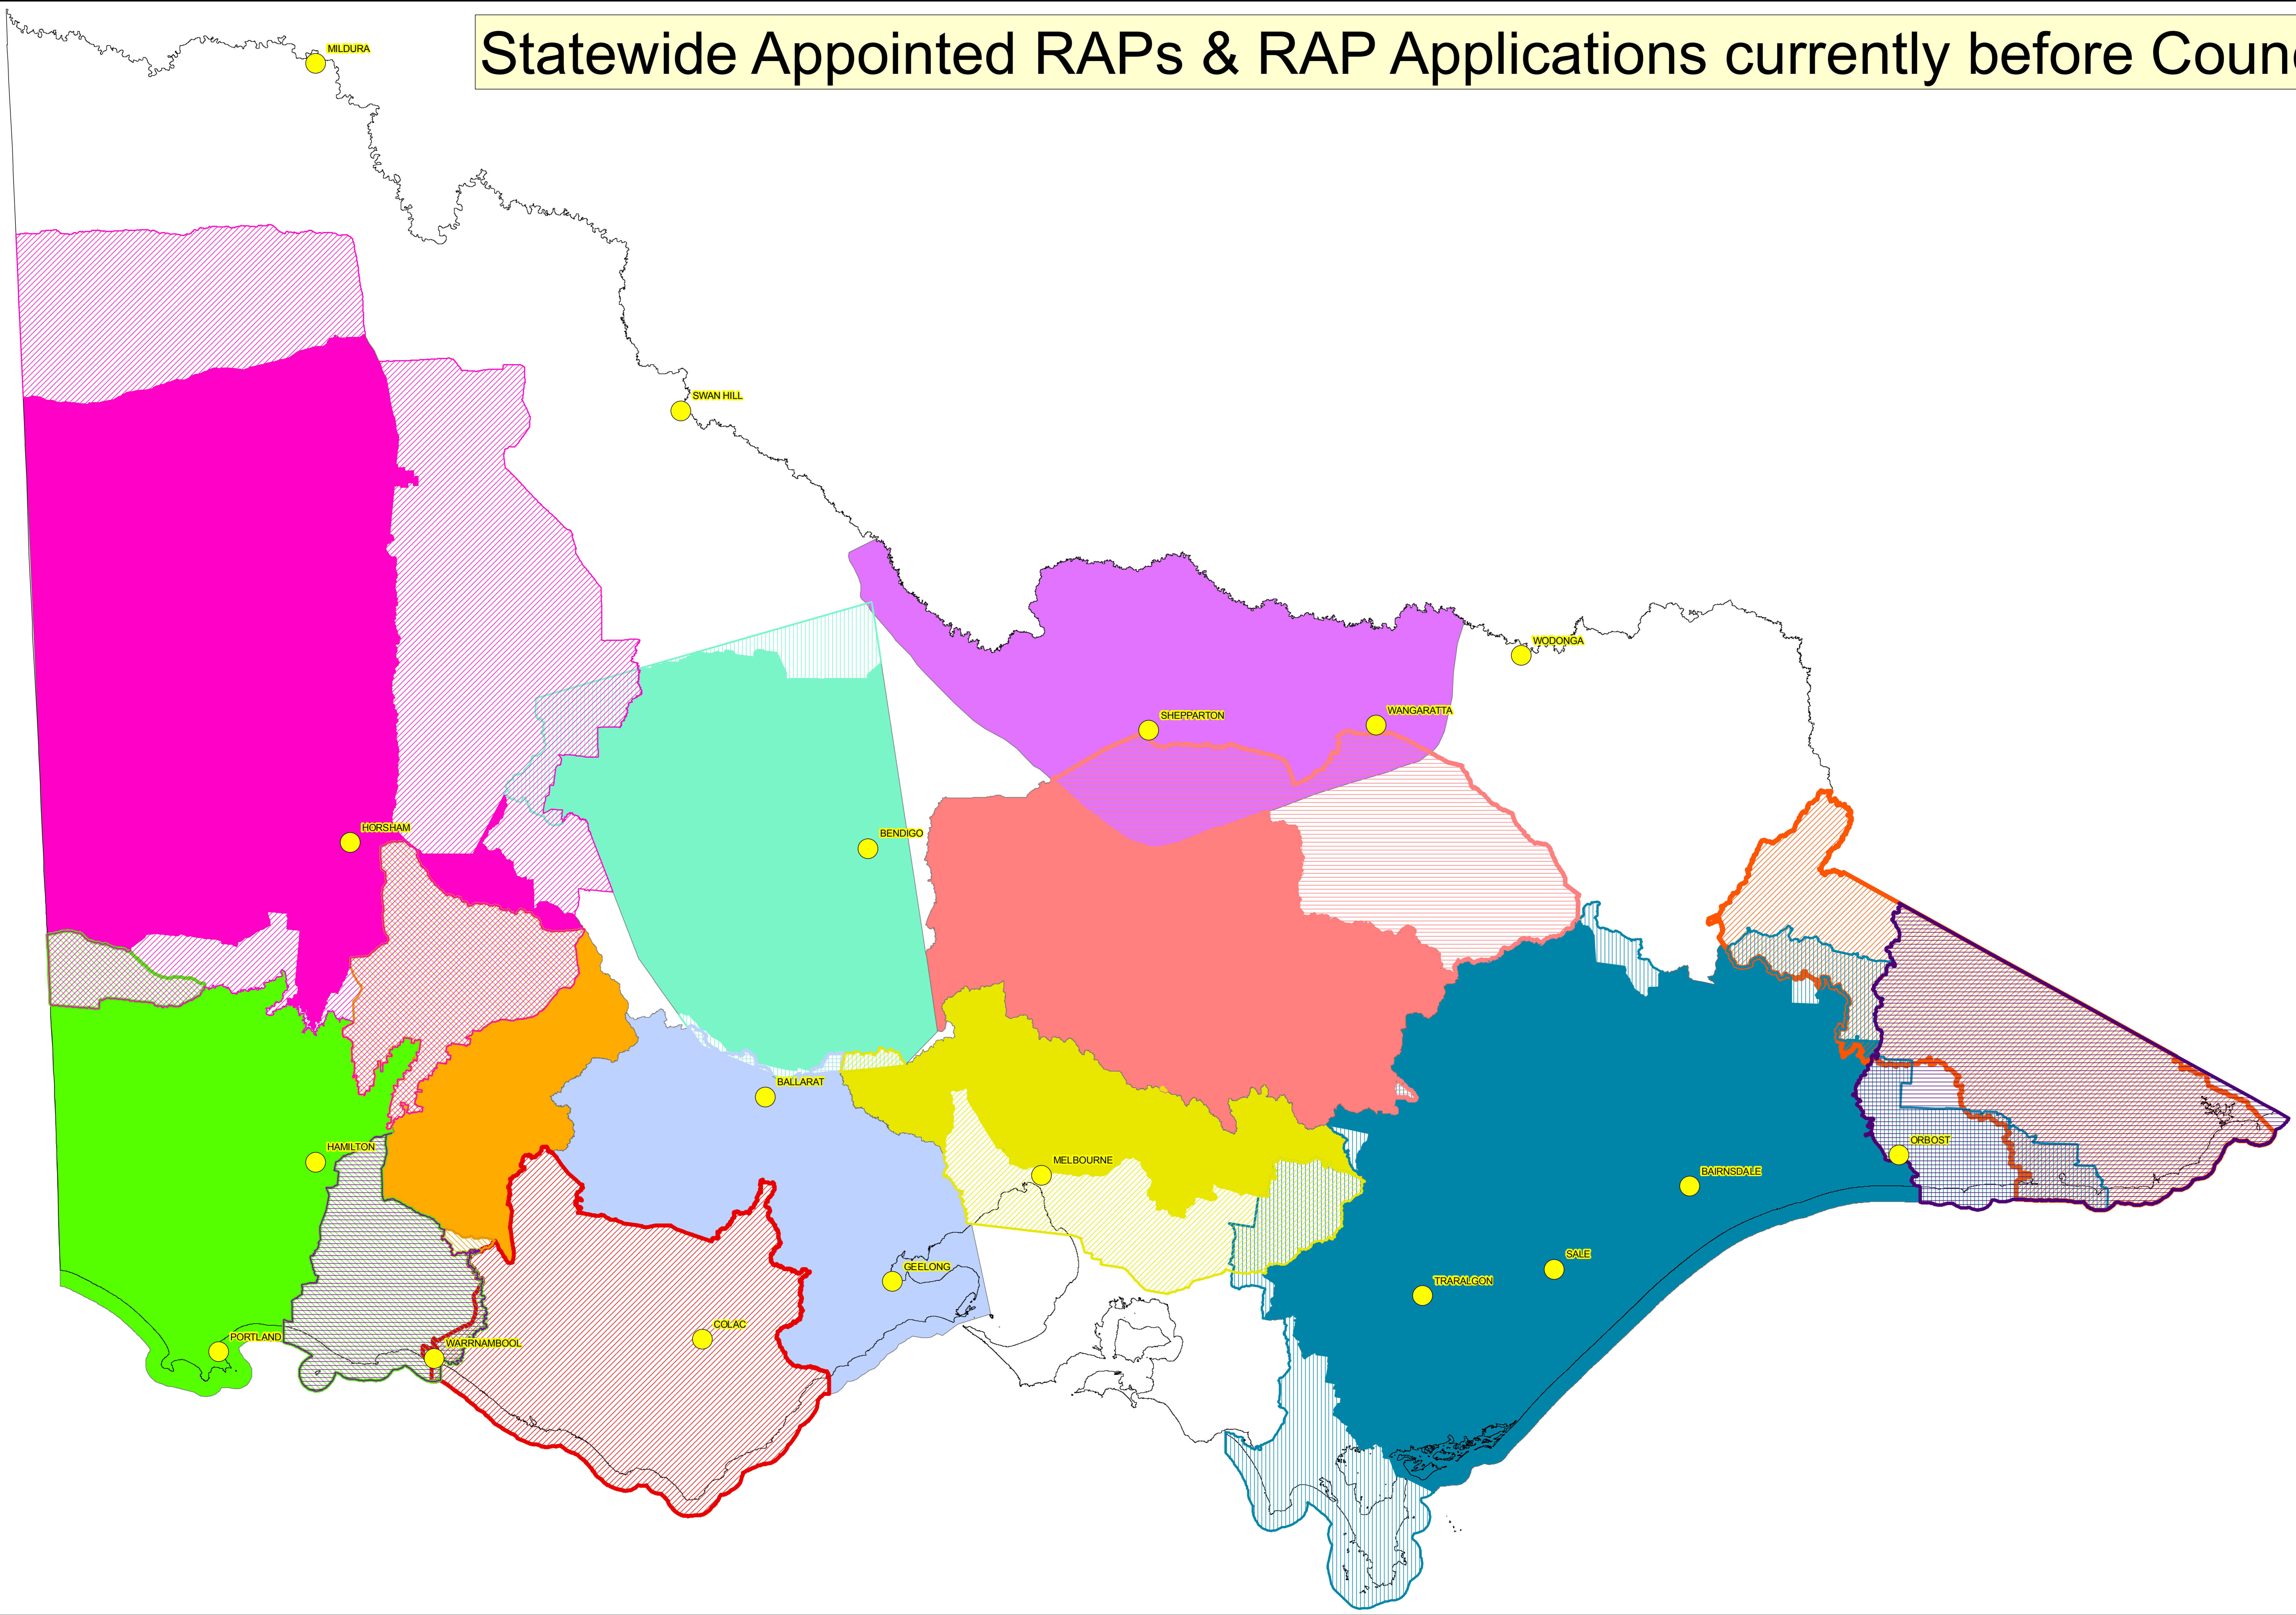 Statewide Appointed RAPs & RAP Applications currently before
MILDURA
SWAN HILL
WODONGA
SHEPPARTON
WANGARATTA
HORSHAM
BENDIGO
BALLARAT
HAMILTON
MELBOURNE
ORBOST
BAIRNSDALE
SALE
GEELONG
TRARALGON
COLAC
PORTLAND
WARRNAMBOOL